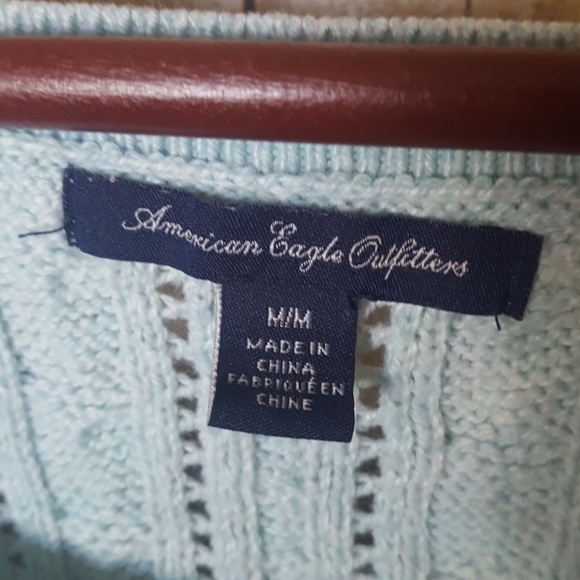 American Eagle Outfitters
M/M
MADE IN
CHINA
FABRIQUÉ EN
CHINE